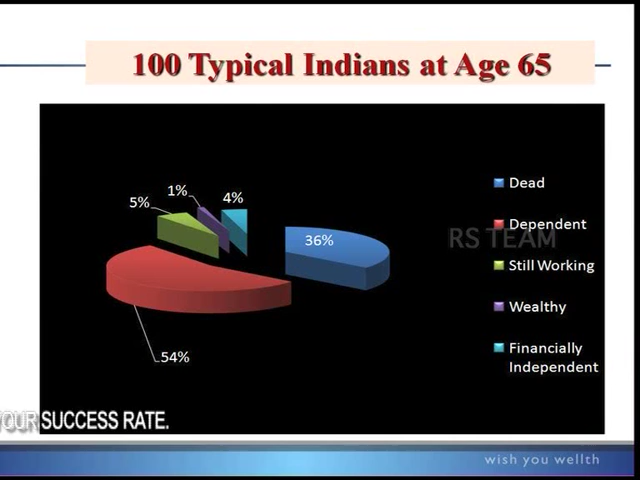 100 Typical Indians at Age 65
5%
1%
4%
36%
54%
Dead
Dependent
Still Working
Wealthy
Financially
Independent
RS TEAM
YOUR SUCCESS RATE.
wish you wellth